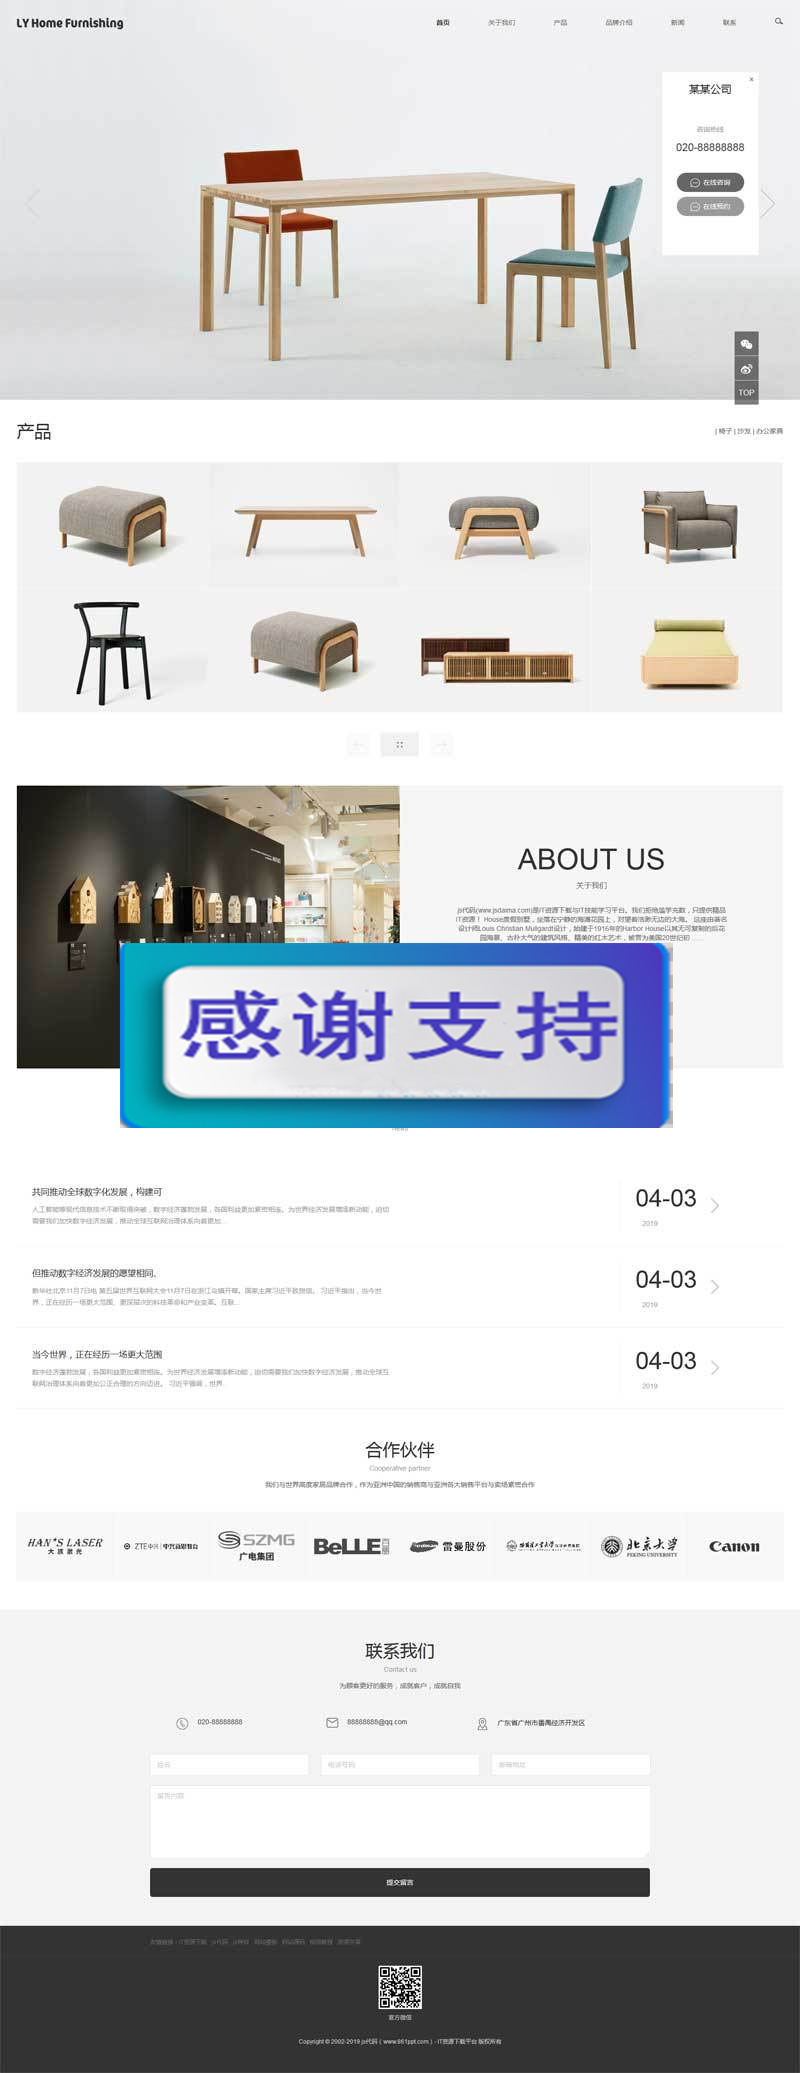 LY Home Furnishing
首页 关于我们 产品 品牌介绍 新闻 联系
x
某某公司
咨询热线
020-88888888
在线咨询
在线预约
TOP
产品
| 椅子 | 沙发 | 办公家具
ABOUT US
关于我们
js代码(www.jsdaima.com)是IT资源下载与IT技能学习平台。我们拒绝滥竽充数，只提供精品
IT资源！ House度假别墅，坐落在宁静的海滩花园上，对望着浩渺无边的大海。 这座由著名
设计师Louis Christian Mullgardt设计，始建于1916年的Harbor House以其无可复制的后花
园海景、古朴大气的建筑风格、精美的红木艺术，被誉为美国20世纪初 ……
感谢支持
News
共同推动全球数字化发展，构建可
人工智能等现代信息技术不断取得突破，数字经济蓬勃发展，各国利益更加紧密相连。为世界经济发展增添新动能，迫切
需要我们加快数字经济发展，推动全球互联网治理体系向着更加...
04-03
2019
但推动数字经济发展的愿望相同、
新华社北京11月7日电 第五届世界互联网大会11月7日在浙江乌镇开幕。国家主席习近平致贺信。 习近平指出，当今世
界，正在经历一场更大范围、更深层次的科技革命和产业变革。互联...
04-03
2019
当今世界，正在经历一场更大范围
数字经济蓬勃发展，各国利益更加紧密相连。为世界经济发展增添新动能，迫切需要我们加快数字经济发展，推动全球互
联网治理体系向着更加公正合理的方向迈进。 习近平强调，世界...
04-03
2019
合作伙伴
Cooperative partner
我们与世界高度家居品牌合作，作为亚洲中国的销售商与亚洲各大销售平台与卖场紧密合作
HAN*S LASER
大族激光
ZTE中兴
SZMG
广电集团
BeLLE 百丽
雷曼股份
北京大学
PEKING UNIVERSITY
Canon
联系我们
Contact us
为顾客更好的服务，成就客户，成就自我
020-88888888
88888888@qq.com
广东省广州市番禺经济开发区
姓名
电话号码
邮箱地址
留言内容
提交留言
官方微信
Copyright © 2002-2019 js代码（www.961ppt.com）- IT资源下载平台 版权所有